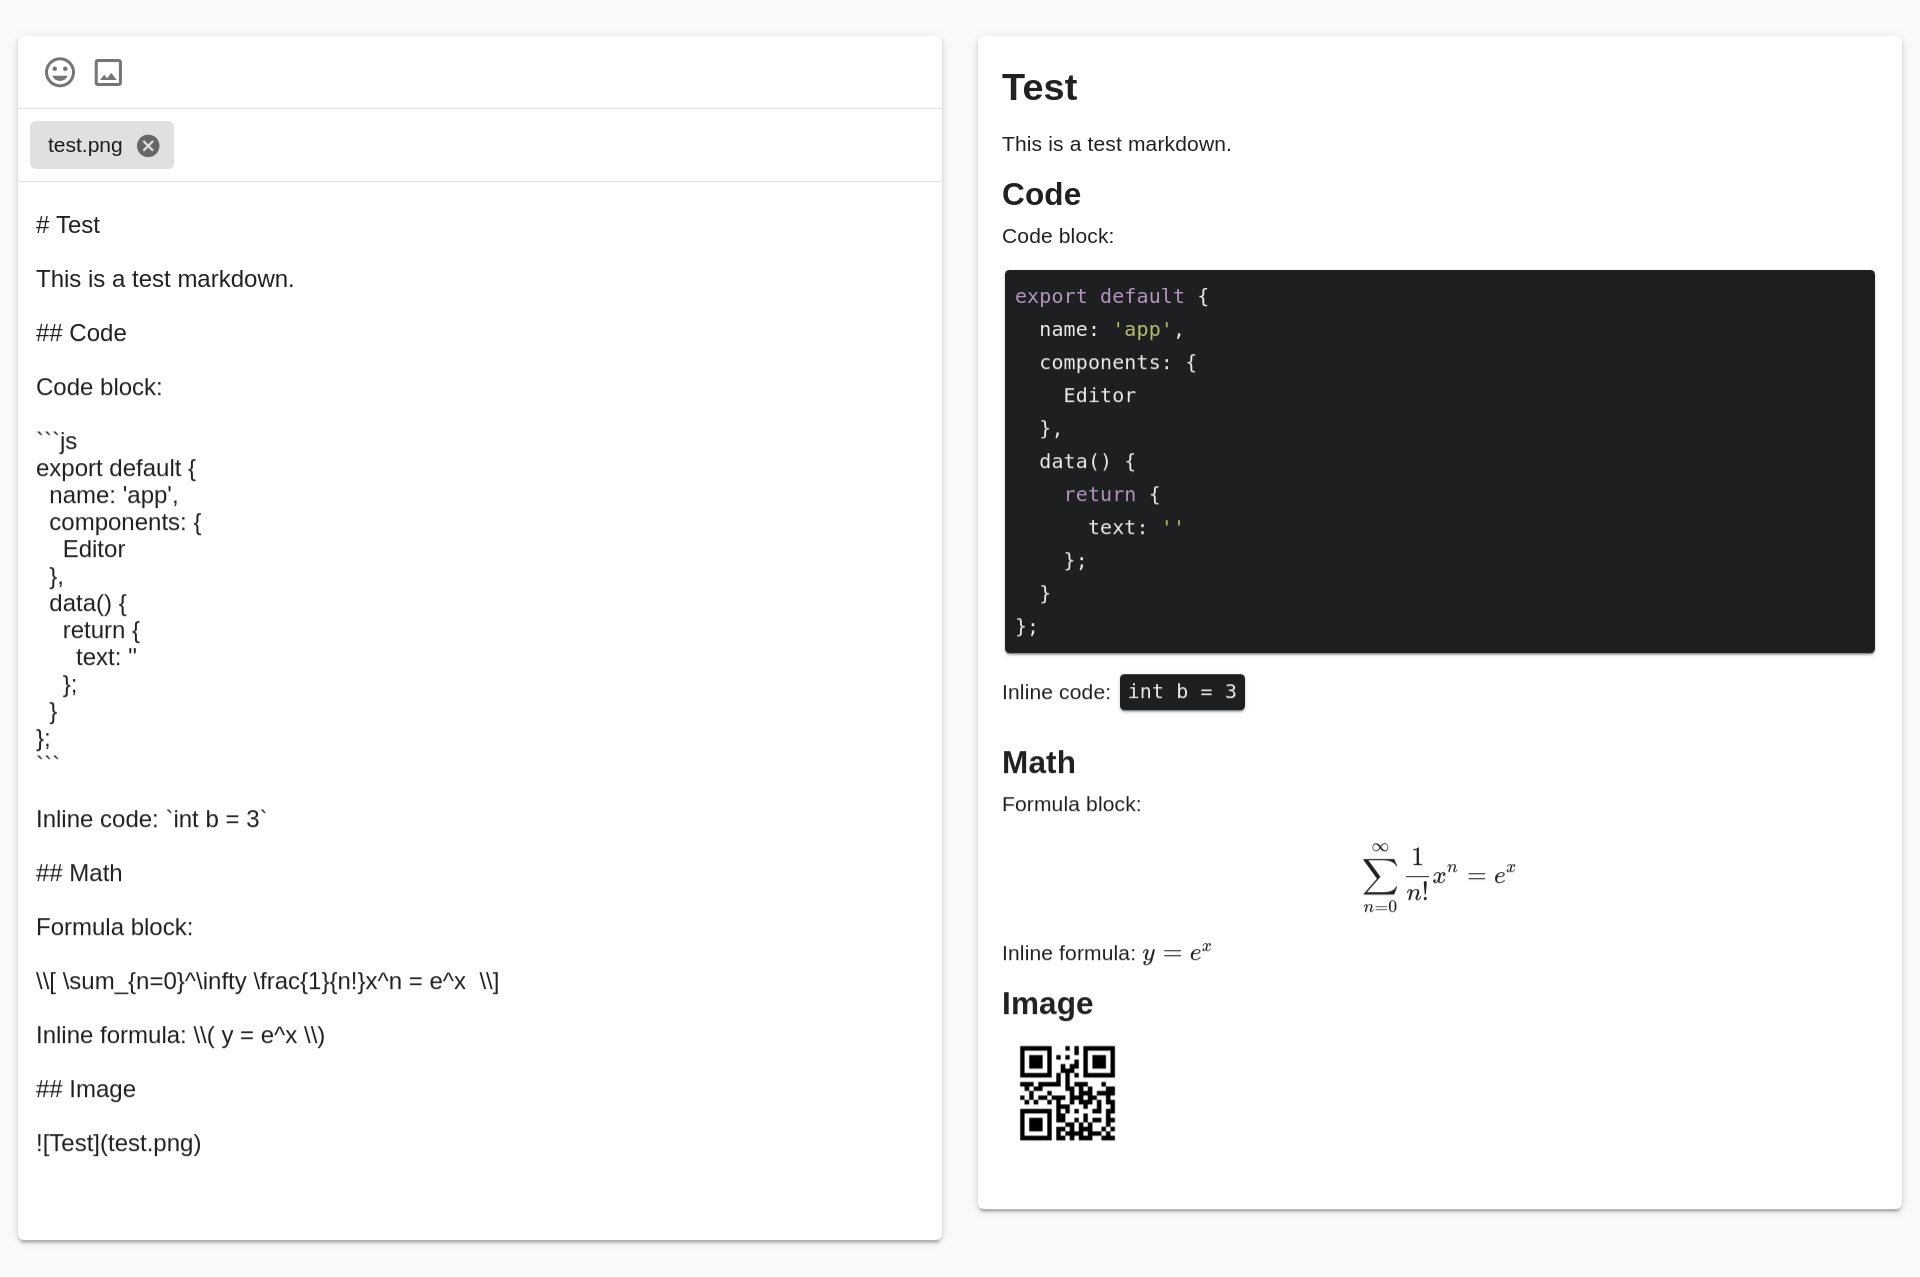 test.png
# Test
This is a test markdown.
## Code
Code block:
```js
export default {
  name: 'app',
  components: {
    Editor
  },
  data() {
    return {
      text: ''
    };
  }
};
```
Inline code: `int b = 3`
## Math
Formula block:
\\[ \sum_{n=0}^\infty \frac{1}{n!}x^n = e^x  \\]
Inline formula: \\( y = e^x \\)
## Image
![Test](test.png)
Test
This is a test markdown.
Code
Code block:
export default {
  name: 'app',
  components: {
    Editor
  },
  data() {
    return {
      text: ''
    };
  }
};
Inline code: int b = 3
Math
Formula block:
∑_{n=0}^{∞} \frac{1}{n!} x^n = e^x
Inline formula: y = e^x
Image